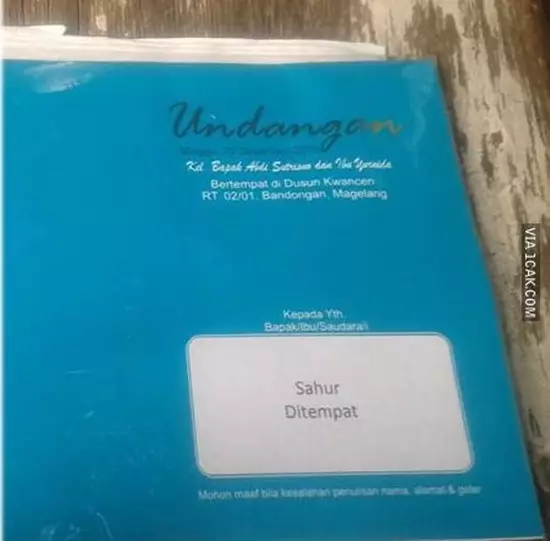 Undangan
Kel. Bapak Abdi Sutrisno dan Ibu Yurnida
Bertempat di Dusun Kwancen
RT 02/01. Bandongan, Magelang
Kepada Yth.
Bapak/Ibu/Saudara/i
Sahur
Ditempat
Mohon maaf bila kesalahan penulisan nama, alamat & gelar
VIA 1CAK.COM